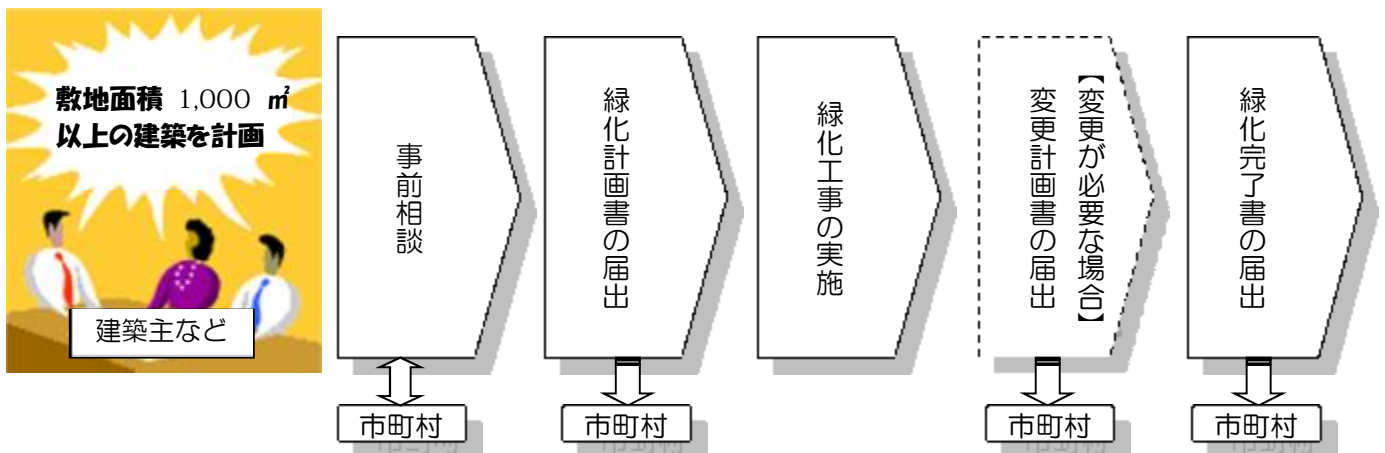 敷地面積 1,000 ㎡
以上の建築を計画
建築主など
事前相談
市町村
緑化計画書の届出
市町村
緑化工事の実施
【変更が必要な場合】
変更計画書の届出
市町村
緑化完了書の届出
市町村